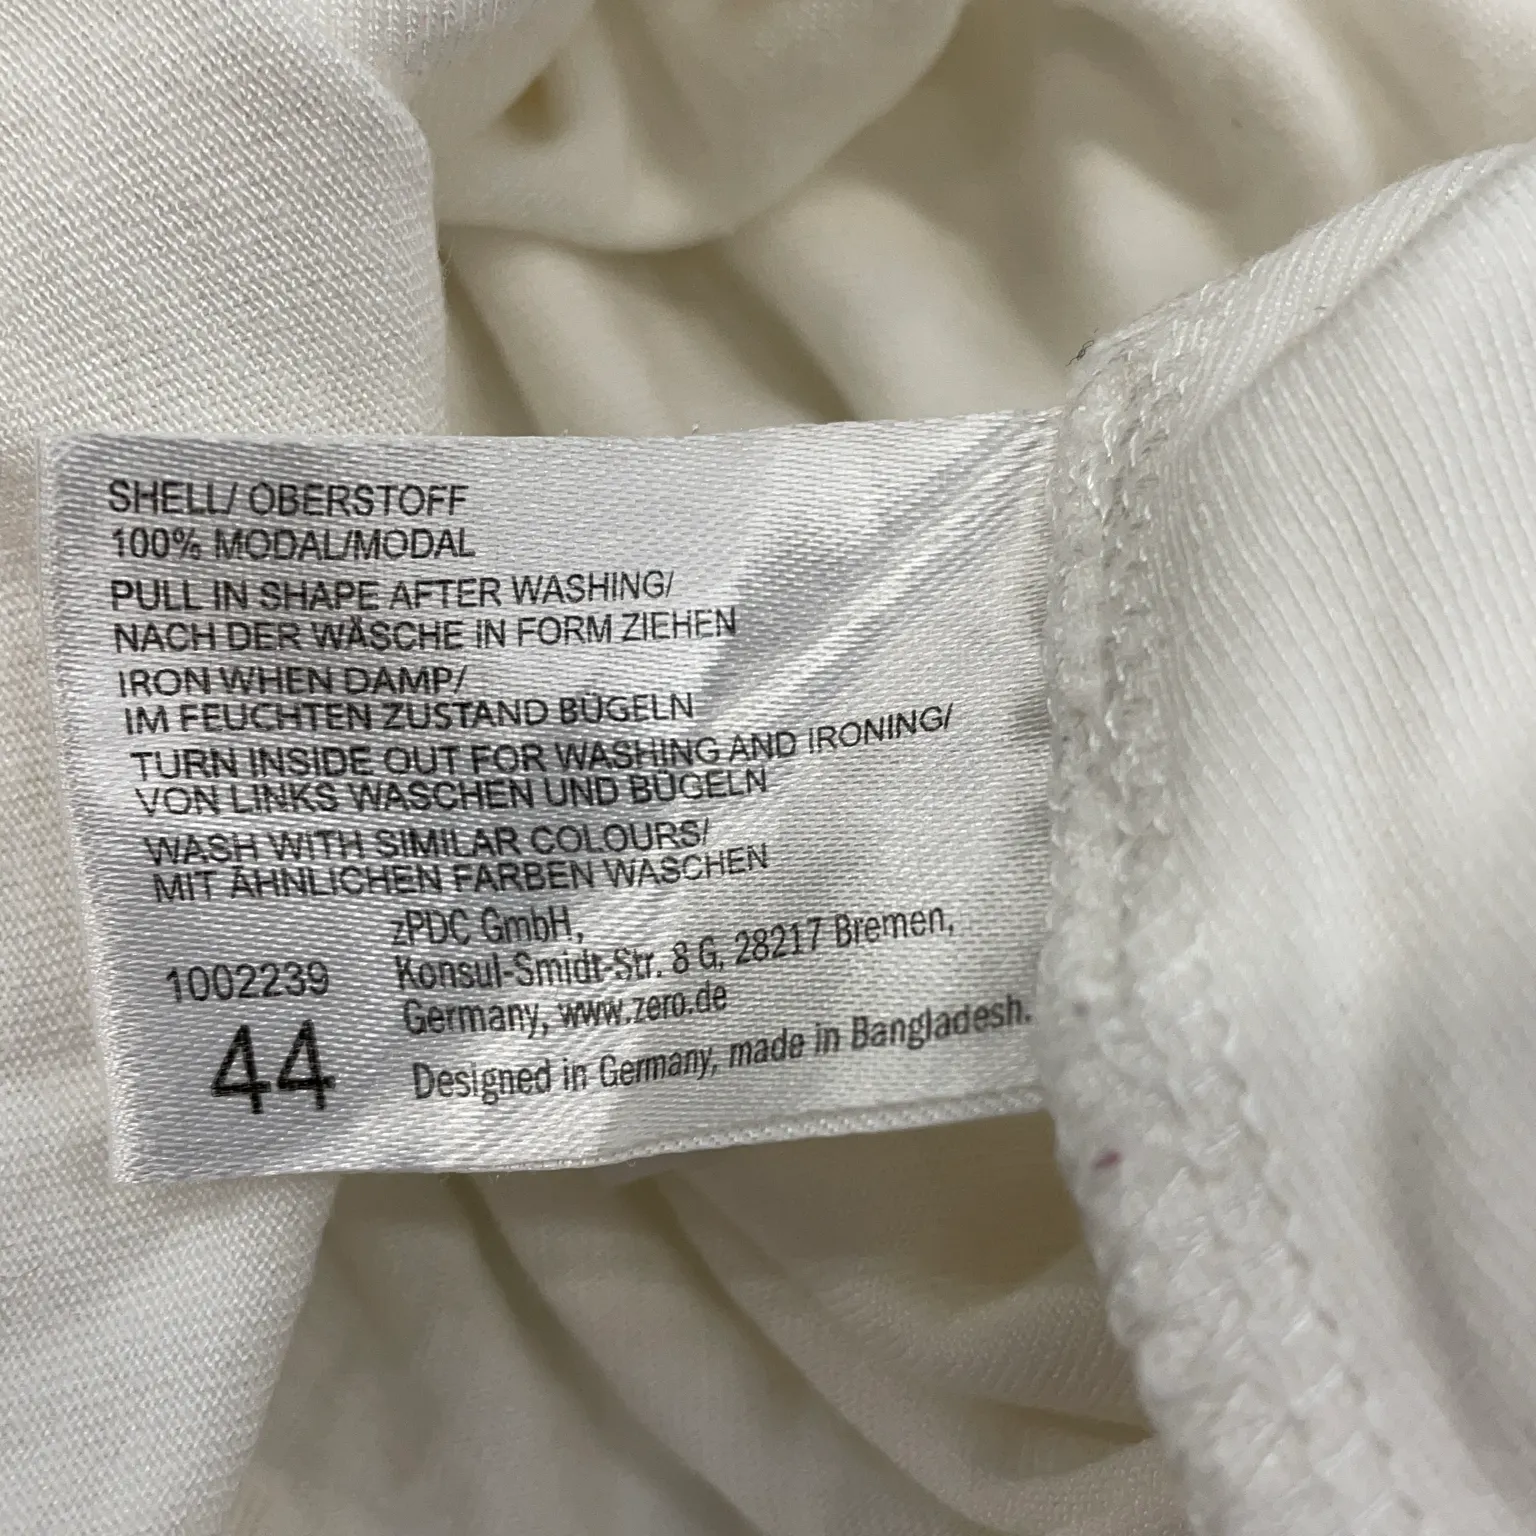 SHELL/ OBERSTOFF
100% MODAL/MODAL
PULL IN SHAPE AFTER WASHING/
NACH DER WÄSCHE IN FORM ZIEHEN
IRON WHEN DAMP/
IM FEUCHTEN ZUSTAND BÜGELN
TURN INSIDE OUT FOR WASHING AND IRONING/
VON LINKS WASCHEN UND BÜGELN
WASH WITH SIMILAR COLOURS/
MIT ÄHNLICHEN FARBEN WASCHEN
zPDC GmbH,
Konsul-Smidt-Str. 8 G, 28217 Bremen,
Germany, www.zero.de
Designed in Germany, made in Bangladesh.
1002239
44